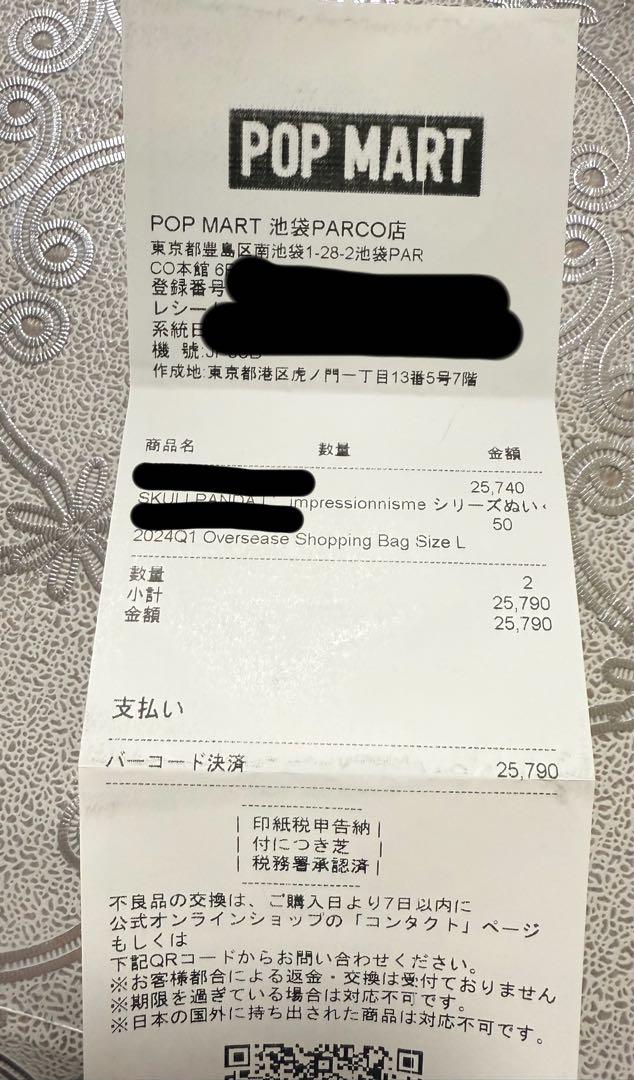 POP MART
POP MART 池袋PARCO店
東京都豊島区南池袋1-28-2池袋PAR
CO本館 6
登録番号
レシー
系統
機 號:
作成地:東京都港区虎ノ門一丁目13番5号7階
商品名 数量 金額
25,740
SKULLPANDA L' impressionnisme シリーズぬい
50
2024Q1 Oversease Shopping Bag Size L
数量 2
小計 25,790
金額 25,790
支払い
バーコード決済 25,790
印紙税申告納
付につき芝
税務署承認済
不良品の交換は、ご購入日より7日以内に
公式オンラインショップの「コンタクト」ページ
もしくは
下記QRコードからお問い合わせください。
※お客様都合による返金・交換は受付ておりません
※期限を過ぎている場合は対応不可です。
※日本の国外に持ち出された商品は対応不可です。